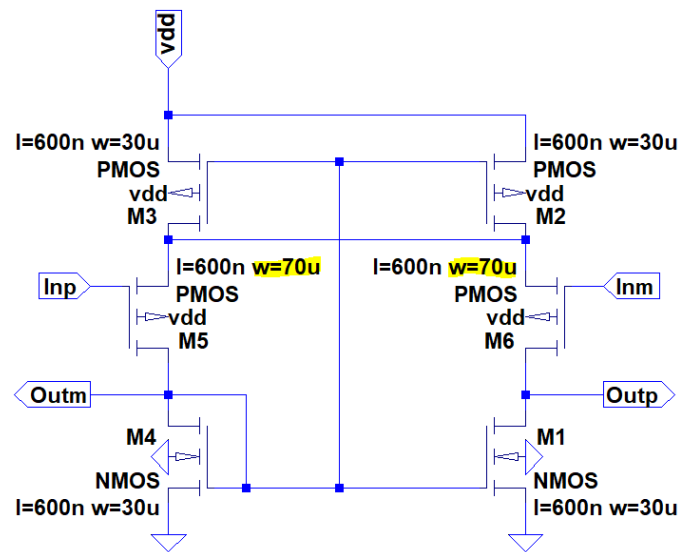 vdd
l=600n w=30u
PMOS
vdd
M3
l=600n w=30u
PMOS
vdd
M2
Inp
l=600n w=70u
PMOS
vdd
M5
l=600n w=70u
PMOS
vdd
M6
Inm
Outm
Outp
M4
NMOS
l=600n w=30u
M1
NMOS
l=600n w=30u